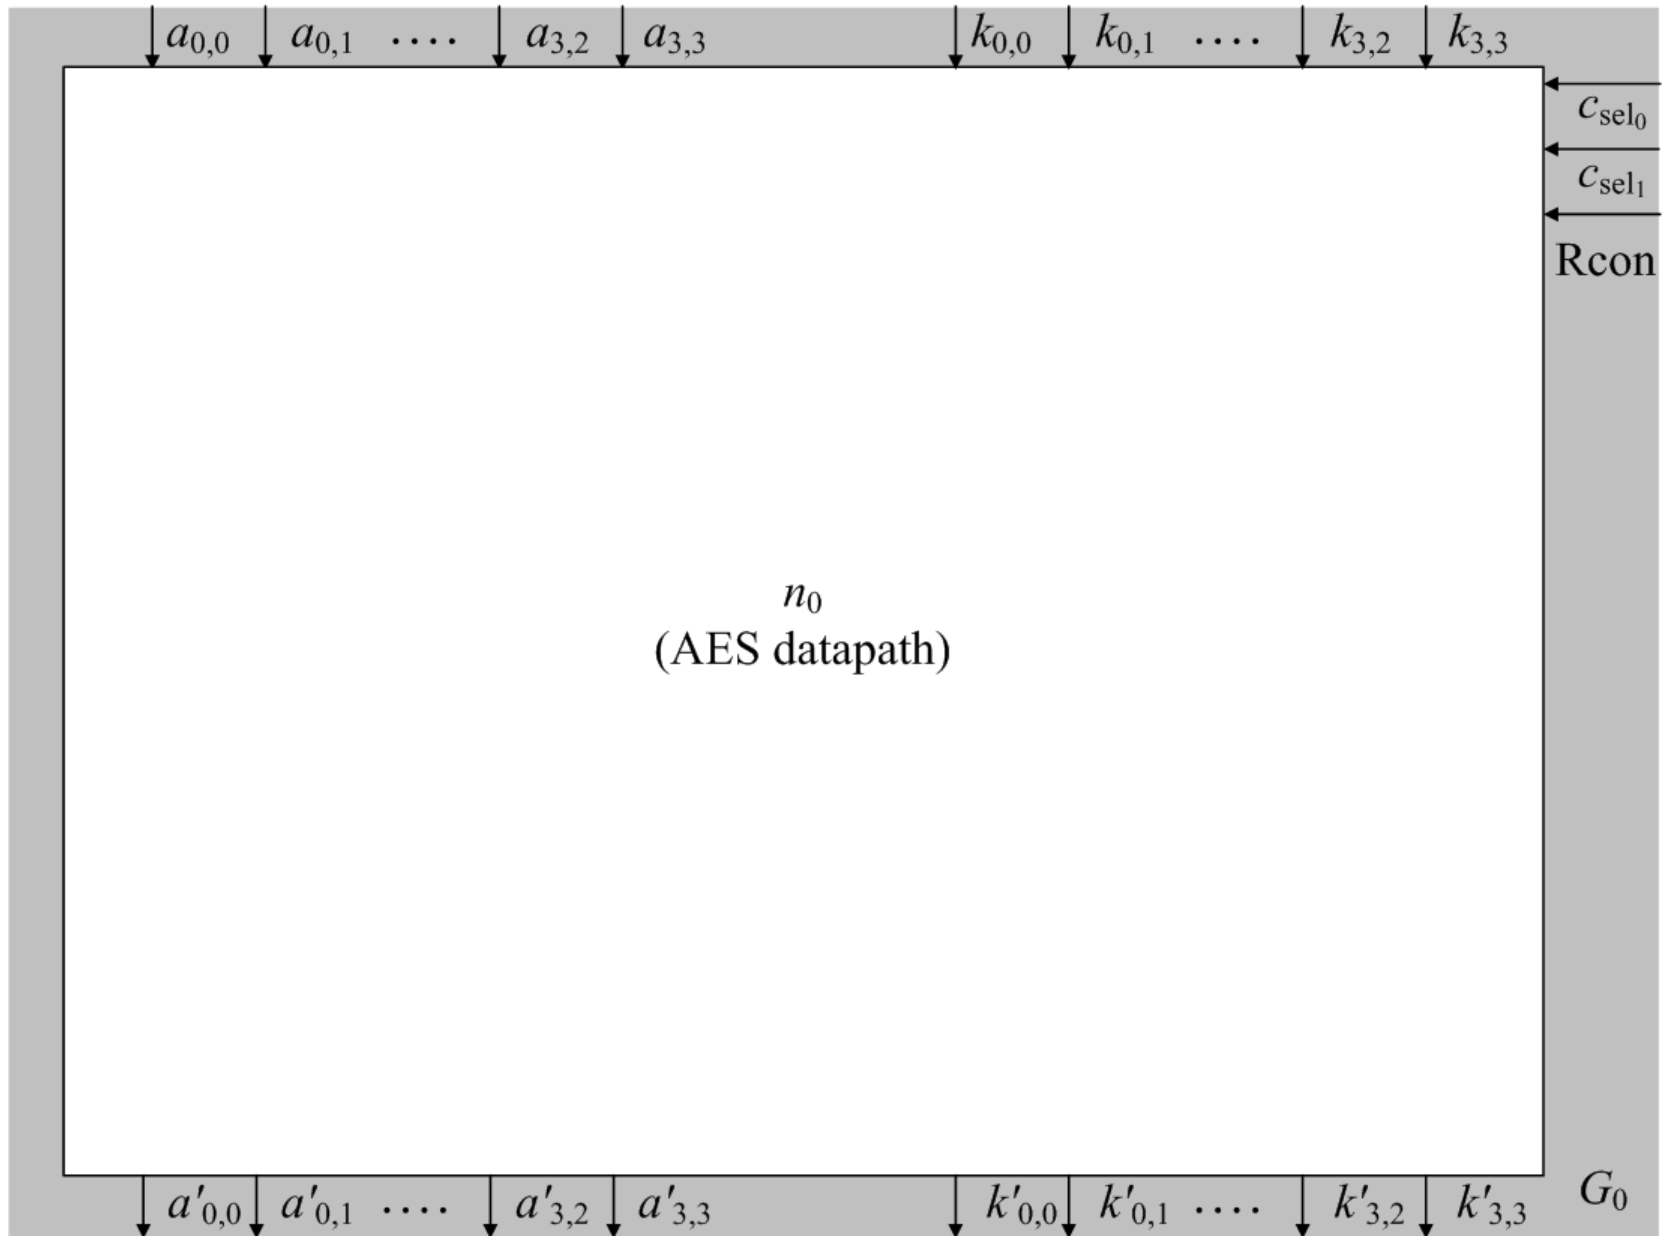 a0,0 a0,1 .... a3,2 a3,3 k0,0 k0,1 .... k3,2 k3,3
csel0
csel1
Rcon
n0
(AES datapath)
a′0,0 a′0,1 .... a′3,2 a′3,3 k′0,0 k′0,1 .... k′3,2 k′3,3 G0